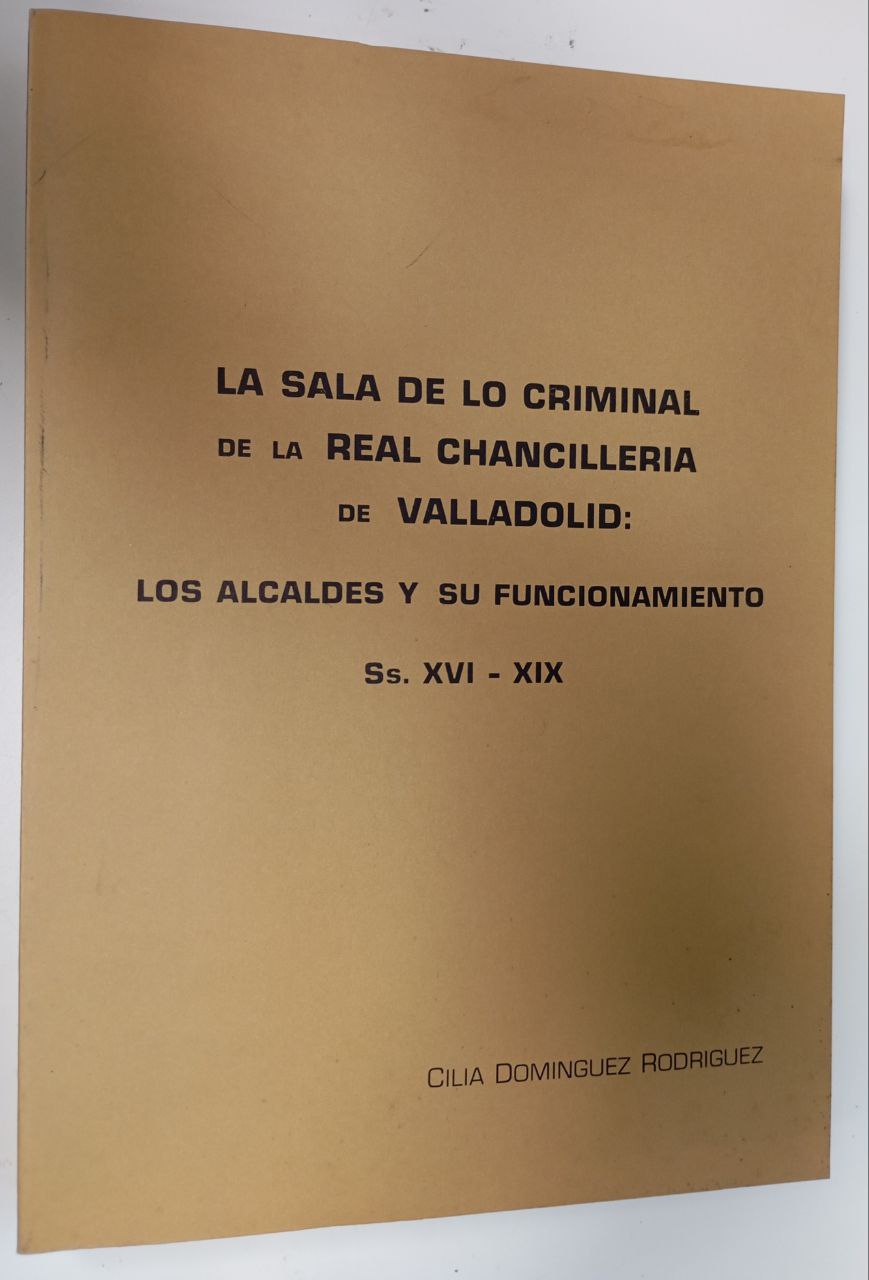 LA SALA DE LO CRIMINAL
DE LA REAL CHANCILLERIA
DE VALLADOLID:
LOS ALCALDES Y SU FUNCIONAMIENTO
Ss. XVI - XIX
CILIA DOMINGUEZ RODRIGUEZ